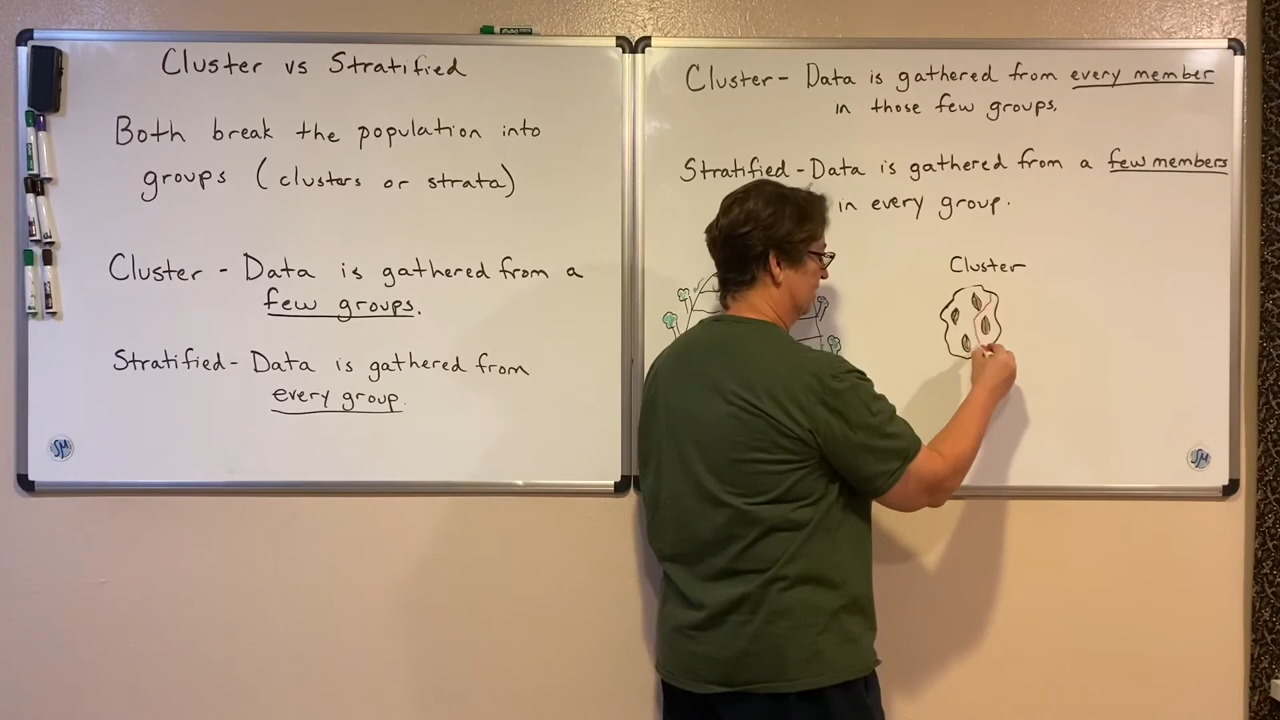 Cluster vs Stratified
Both break the population into
groups (clusters or strata)
Cluster - Data is gathered from a
few groups.
Stratified - Data is gathered from
every group.
SM
Cluster - Data is gathered from every member
in those few groups.
Stratified - Data is gathered from a few members
in every group.
Cluster
SM